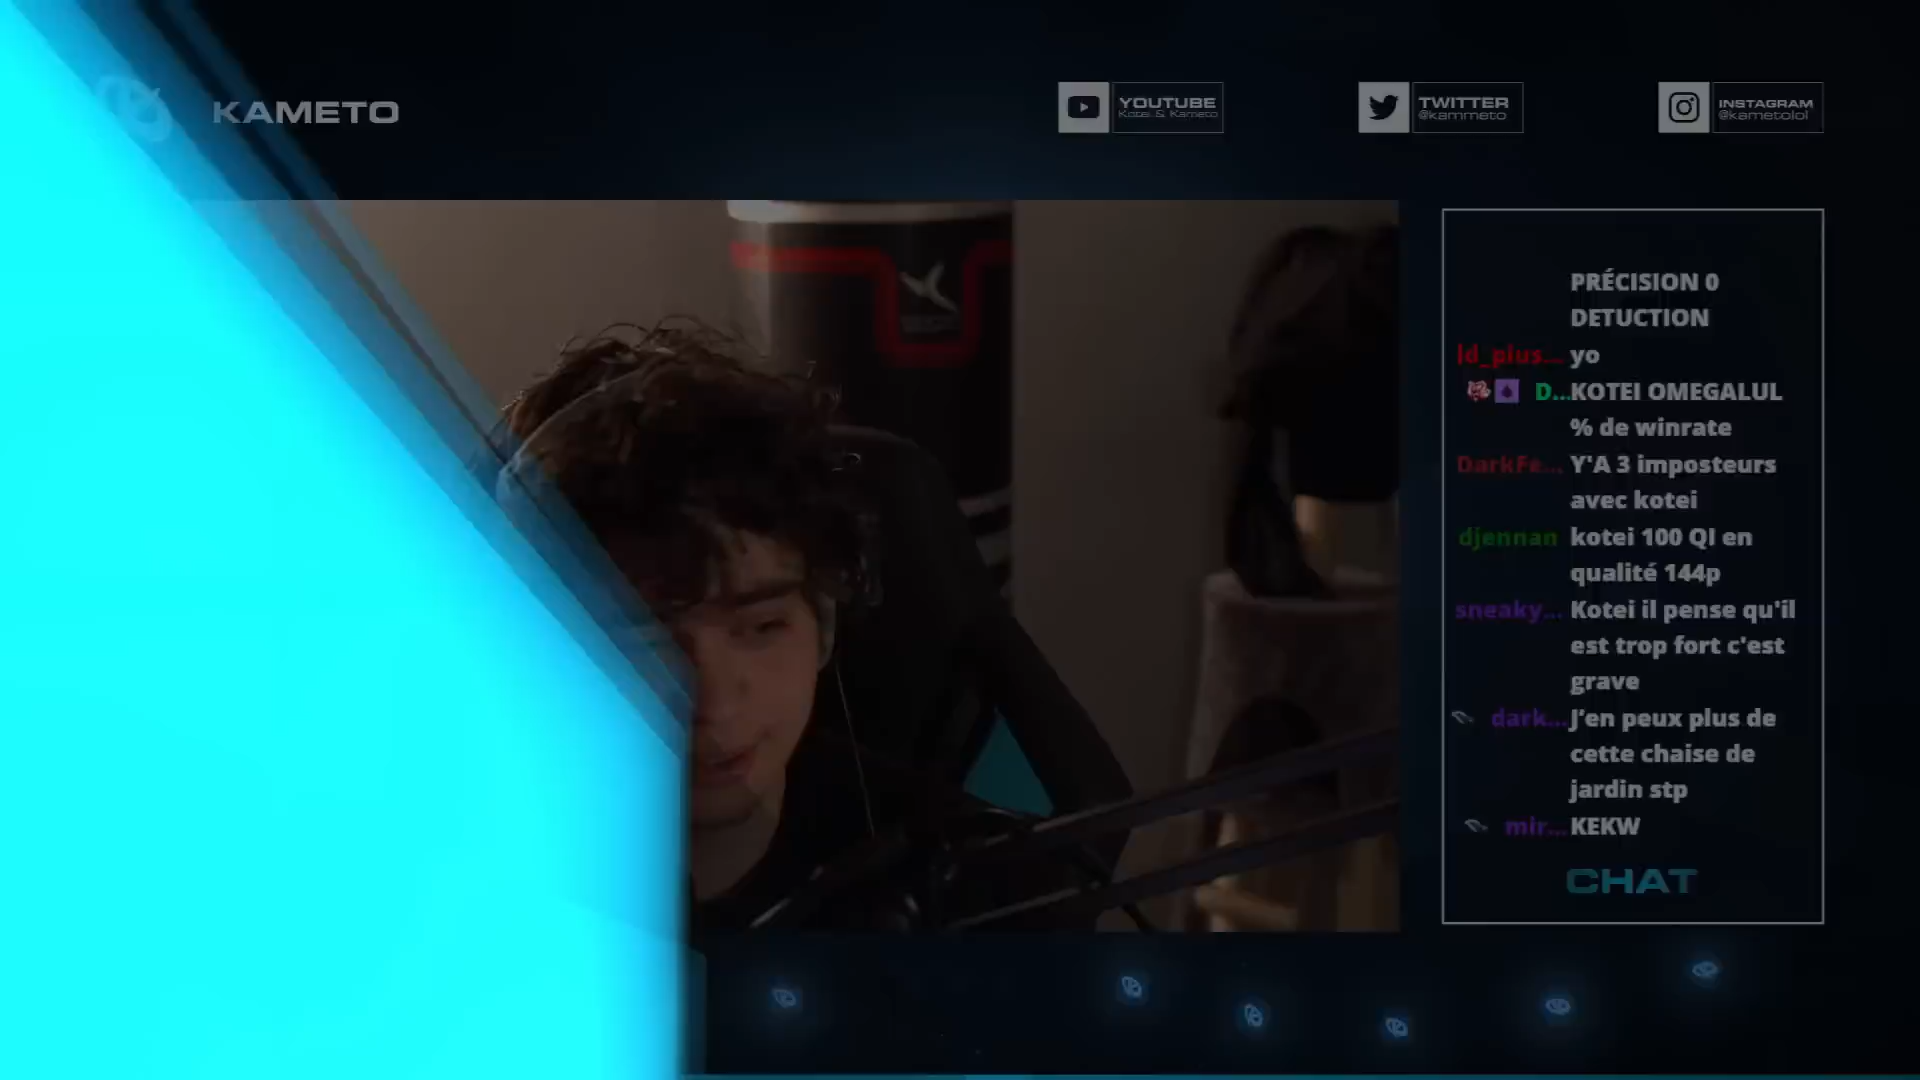 KAMETO
YOUTUBE
Kotei & Kameto
TWITTER
@kammeto
INSTAGRAM
@kametolol
PRÉCISION 0
DETUCTION
ld_plus... yo
D... KOTEI OMEGALUL
% de winrate
DarkFe... Y'A 3 imposteurs
avec kotei
djennan kotei 100 QI en
qualité 144p
sneaky... Kotei il pense qu'il
est trop fort c'est
grave
dark... J'en peux plus de
cette chaise de
jardin stp
mir... KEKW
CHAT